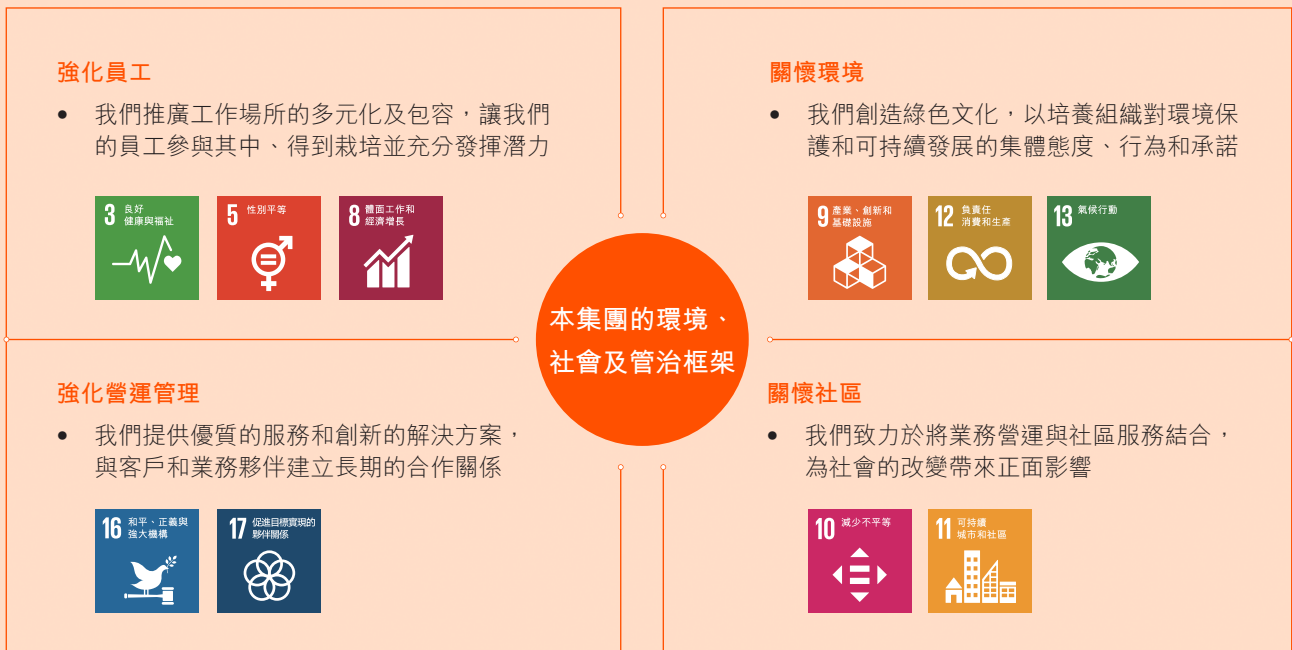 強化員工
• 我們推廣工作場所的多元化及包容,讓我們
的員工參與其中、得到栽培並充分發揮潛力
3 良好
健康與福祉
5 性別平等
8 體面工作和
經濟增長
關懷環境
• 我們創造綠色文化,以培養組織對環境保
護和可持續發展的集體態度、行為和承諾
9 產業、創新和
基礎設施
12 負責任
消費和生產
13 氣候行動
本集團的環境、
社會及管治框架
強化營運管理
• 我們提供優質的服務和創新的解決方案,
與客戶和業務夥伴建立長期的合作關係
16 和平、正義與
強大機構
17 促進目標實現的
夥伴關係
關懷社區
• 我們致力於將業務營運與社區服務結合,
為社會的改變帶來正面影響
10 減少不平等
11 可持續
城市和社區